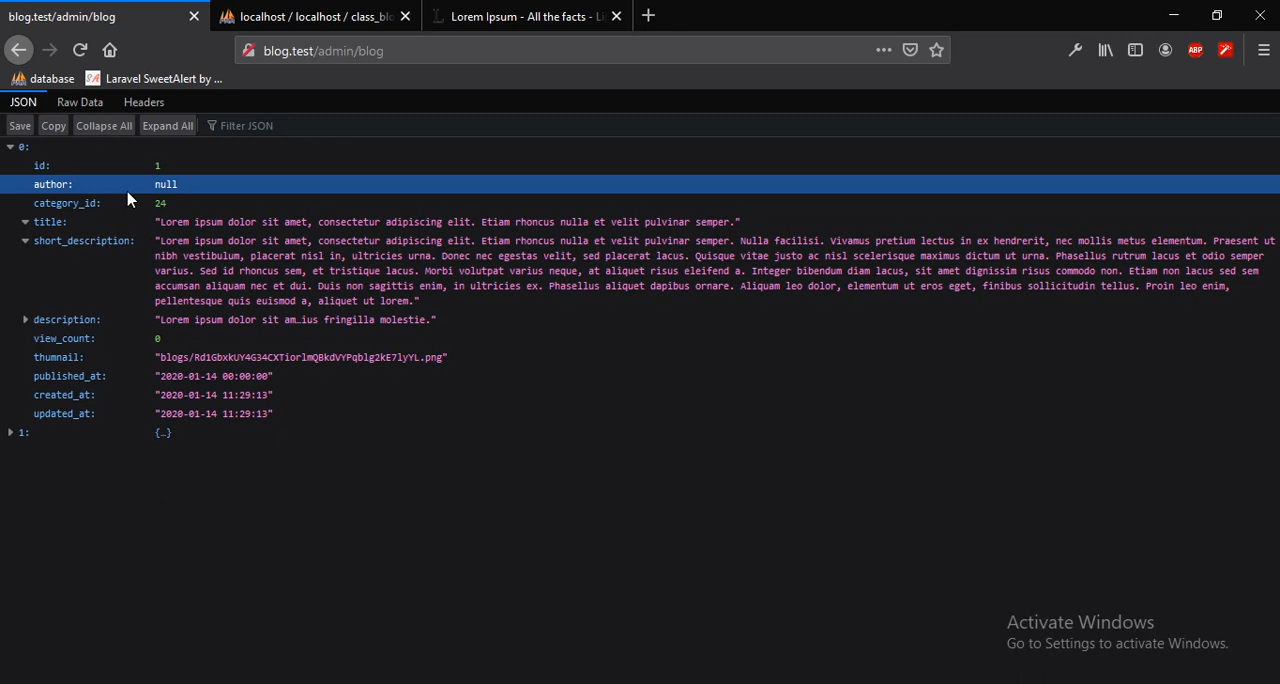 blog.test/admin/blog
localhost / localhost / class_blo
Lorem Ipsum - All the facts - Li
blog.test/admin/blog
ABP
database
SA Laravel SweetAlert by ...
JSON Raw Data Headers
Save Copy Collapse All Expand All Filter JSON
0:
id: 1
author: null
category_id: 24
title: "Lorem ipsum dolor sit amet, consectetur adipiscing elit. Etiam rhoncus nulla et velit pulvinar semper."
short_description: "Lorem ipsum dolor sit amet, consectetur adipiscing elit. Etiam rhoncus nulla et velit pulvinar semper. Nulla facilisi. Vivamus pretium lectus in ex hendrerit, nec mollis metus elementum. Praesent ut
nibh vestibulum, placerat nisl in, ultricies urna. Donec nec egestas velit, sed placerat lacus. Quisque vitae justo ac nisl scelerisque maximus dictum ut urna. Phasellus rutrum lacus et odio semper
varius. Sed id rhoncus sem, et tristique lacus. Morbi volutpat varius neque, at aliquet risus eleifend a. Integer bibendum diam lacus, sit amet dignissim risus commodo non. Etiam non lacus sed sem
accumsan aliquam nec et dui. Duis non sagittis enim, in ultricies ex. Phasellus aliquet dapibus ornare. Aliquam leo dolor, elementum ut eros eget, finibus sollicitudin tellus. Proin leo enim,
pellentesque quis euismod a, aliquet ut lorem."
description: "Lorem ipsum dolor sit am…ius fringilla molestie."
view_count: 0
thumnail: "blogs/Rd1GbxkUY4G34CXTiorlmQBkdVYPqblg2kE7lyYL.png"
published_at: "2020-01-14 00:00:00"
created_at: "2020-01-14 11:29:13"
updated_at: "2020-01-14 11:29:13"
1: {…}
Activate Windows
Go to Settings to activate Windows.